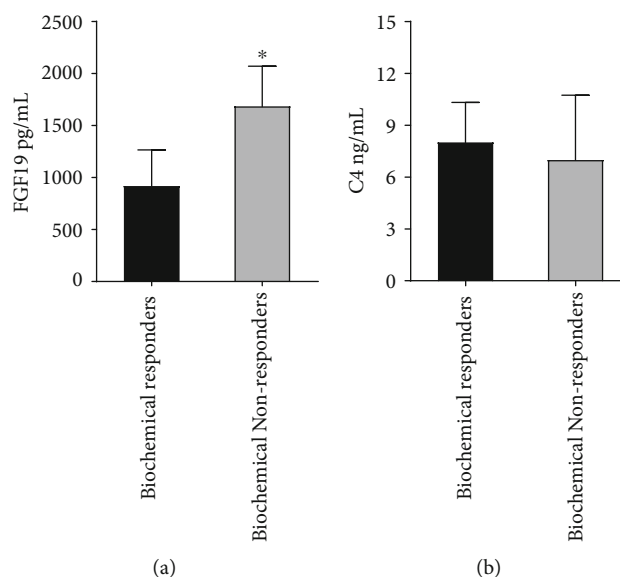 2500
2000
1500
1000
500
0
FGF19 pg/mL
*
Biochemical responders
Biochemical Non-responders
(a)
15
12
9
6
3
0
C4 ng/mL
Biochemical responders
Biochemical Non-responders
(b)